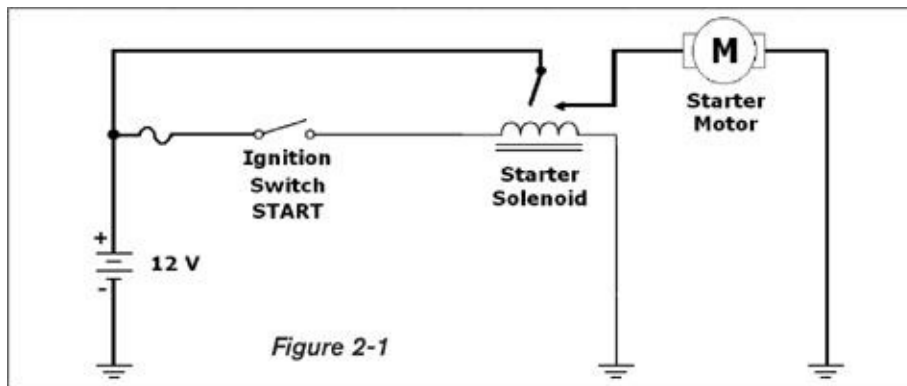 M
Starter
Motor
Ignition
Switch
START
Starter
Solenoid
+
12 V
-
Figure 2-1